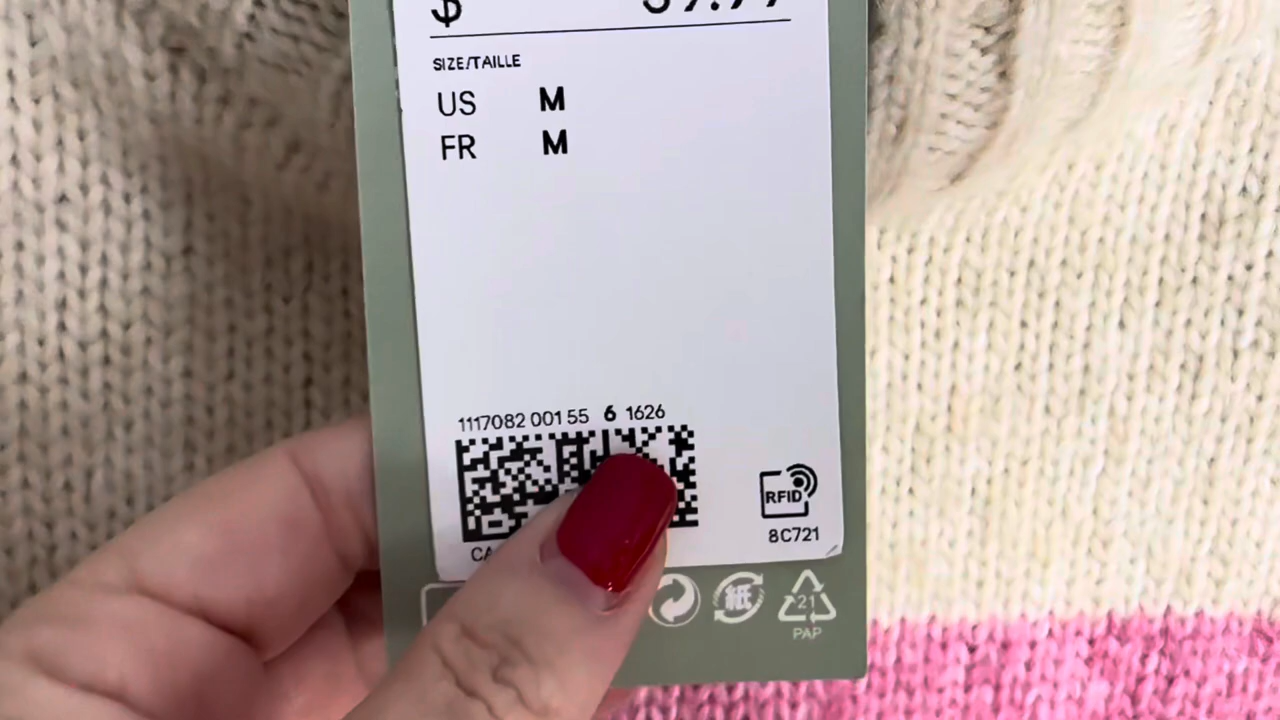 $
SIZE/TAILLE
US M
FR M
1117082 001 55 6 1626
RFID
8C721
紙
21
PAP